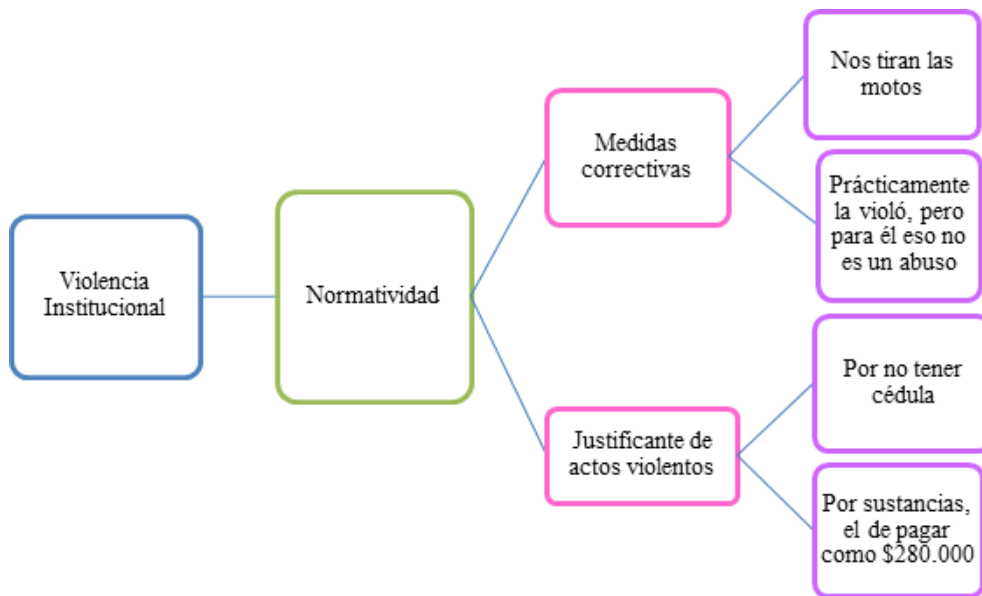 Violencia
Institucional
Normatividad
Medidas
correctivas
Nos tiran las
motos
Prácticamente
la violó, pero
para él eso no
es un abuso
Justificante de
actos violentos
Por no tener
cédula
Por sustancias,
el de pagar
como $280.000